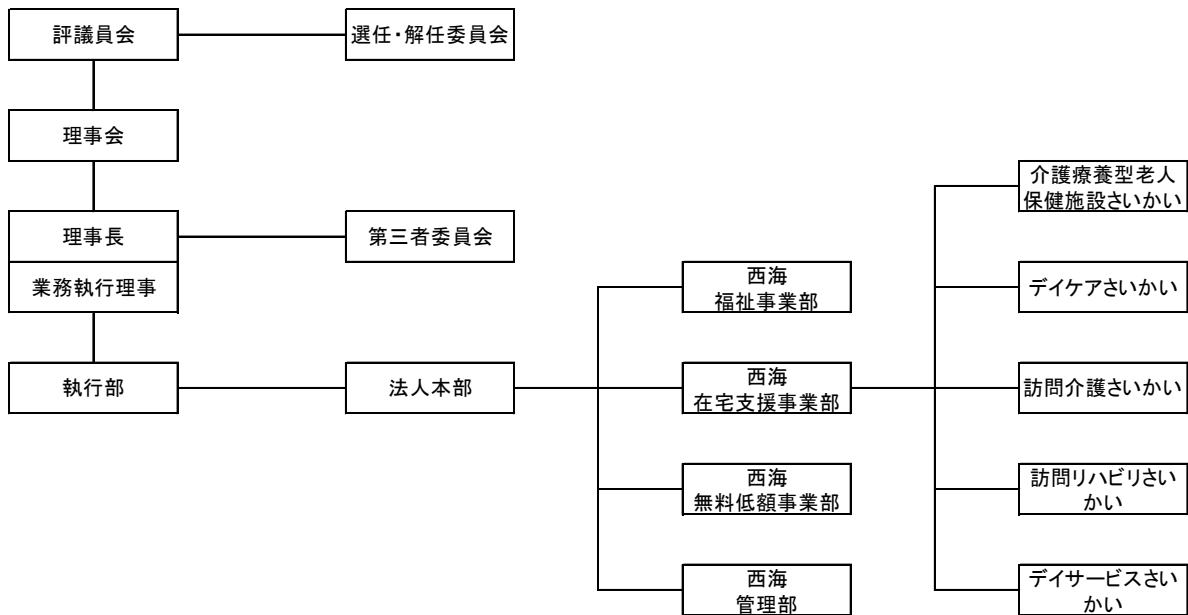 評議員会
選任・解任委員会
理事会
理事長
業務執行理事
第三者委員会
執行部
法人本部
西海
福祉事業部
西海
在宅支援事業部
西海
無料低額事業部
西海
管理部
介護療養型老人
保健施設さいかい
デイケアさいかい
訪問介護さいかい
訪問リハビリさい
かい
デイサービスさい
かい